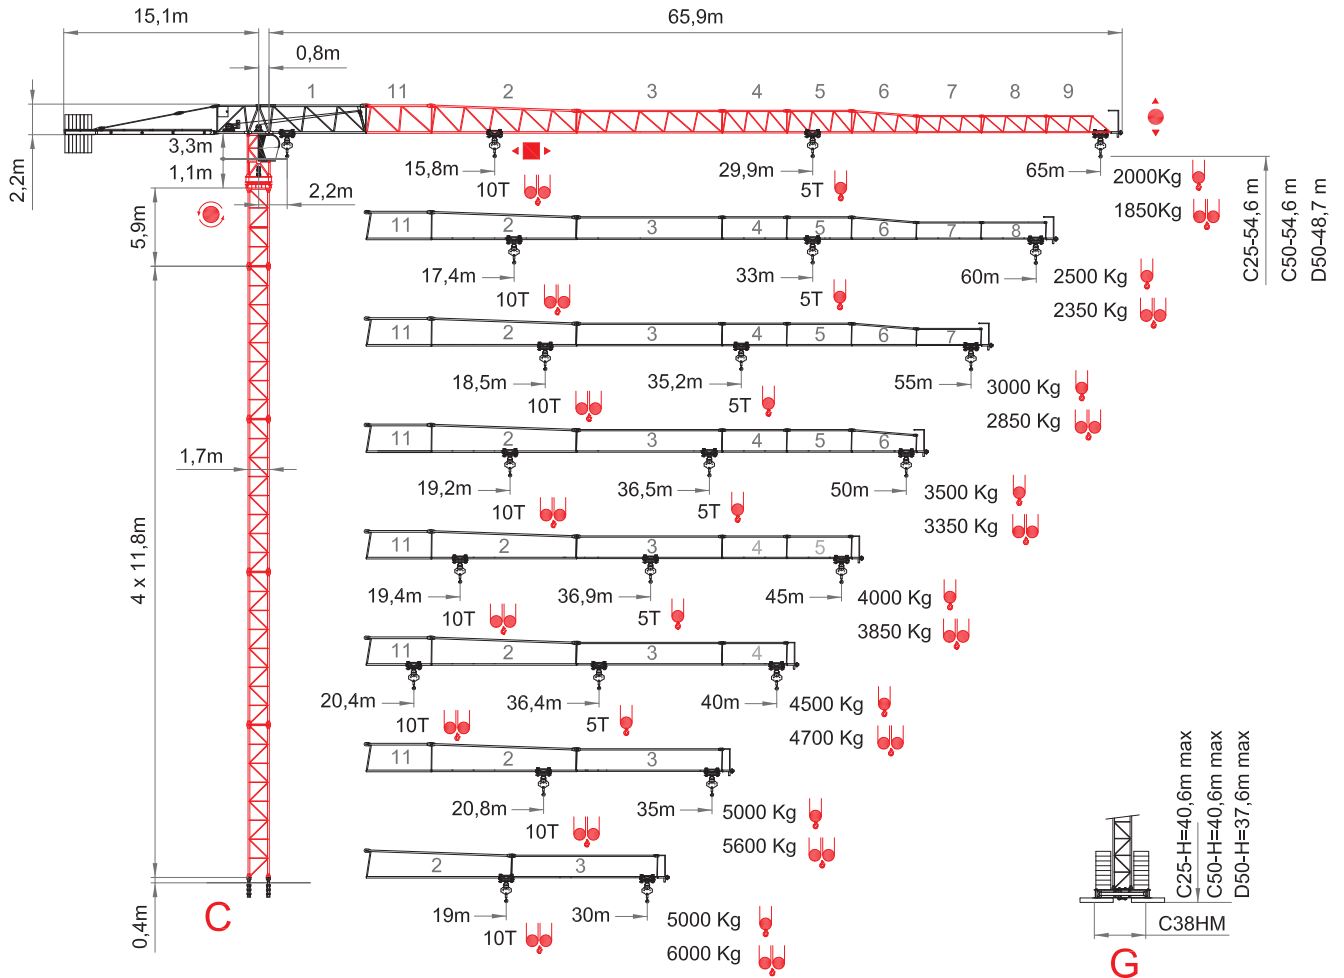 15,1m
65,9m
0,8m
1 11 2 3 4 5 6 7 8 9
2,2m
3,3m
1,1m
2,2m
5,9m
1,7m
4 x 11,8m
0,4m
C
15,8m 29,9m 65m
10T 5T
2000Kg
1850Kg
C25-54,6 m
C50-54,6 m
D50-48,7 m
11 2 3 4 5 6 7 8
17,4m 33m 60m
10T 5T
2500 Kg
2350 Kg
11 2 3 4 5 6 7
18,5m 35,2m 55m
10T 5T
3000 Kg
2850 Kg
11 2 3 4 5 6
19,2m 36,5m 50m
10T 5T
3500 Kg
3350 Kg
11 2 3 4 5
19,4m 36,9m 45m
10T 5T
4000 Kg
3850 Kg
11 2 3 4
20,4m 36,4m 40m
10T 5T
4500 Kg
4700 Kg
11 2 3
20,8m 35m
10T
5000 Kg
5600 Kg
2 3
19m 30m
10T
5000 Kg
6000 Kg
C25-H=40,6m max
C50-H=40,6m max
D50-H=37,6m max
C38HM
G